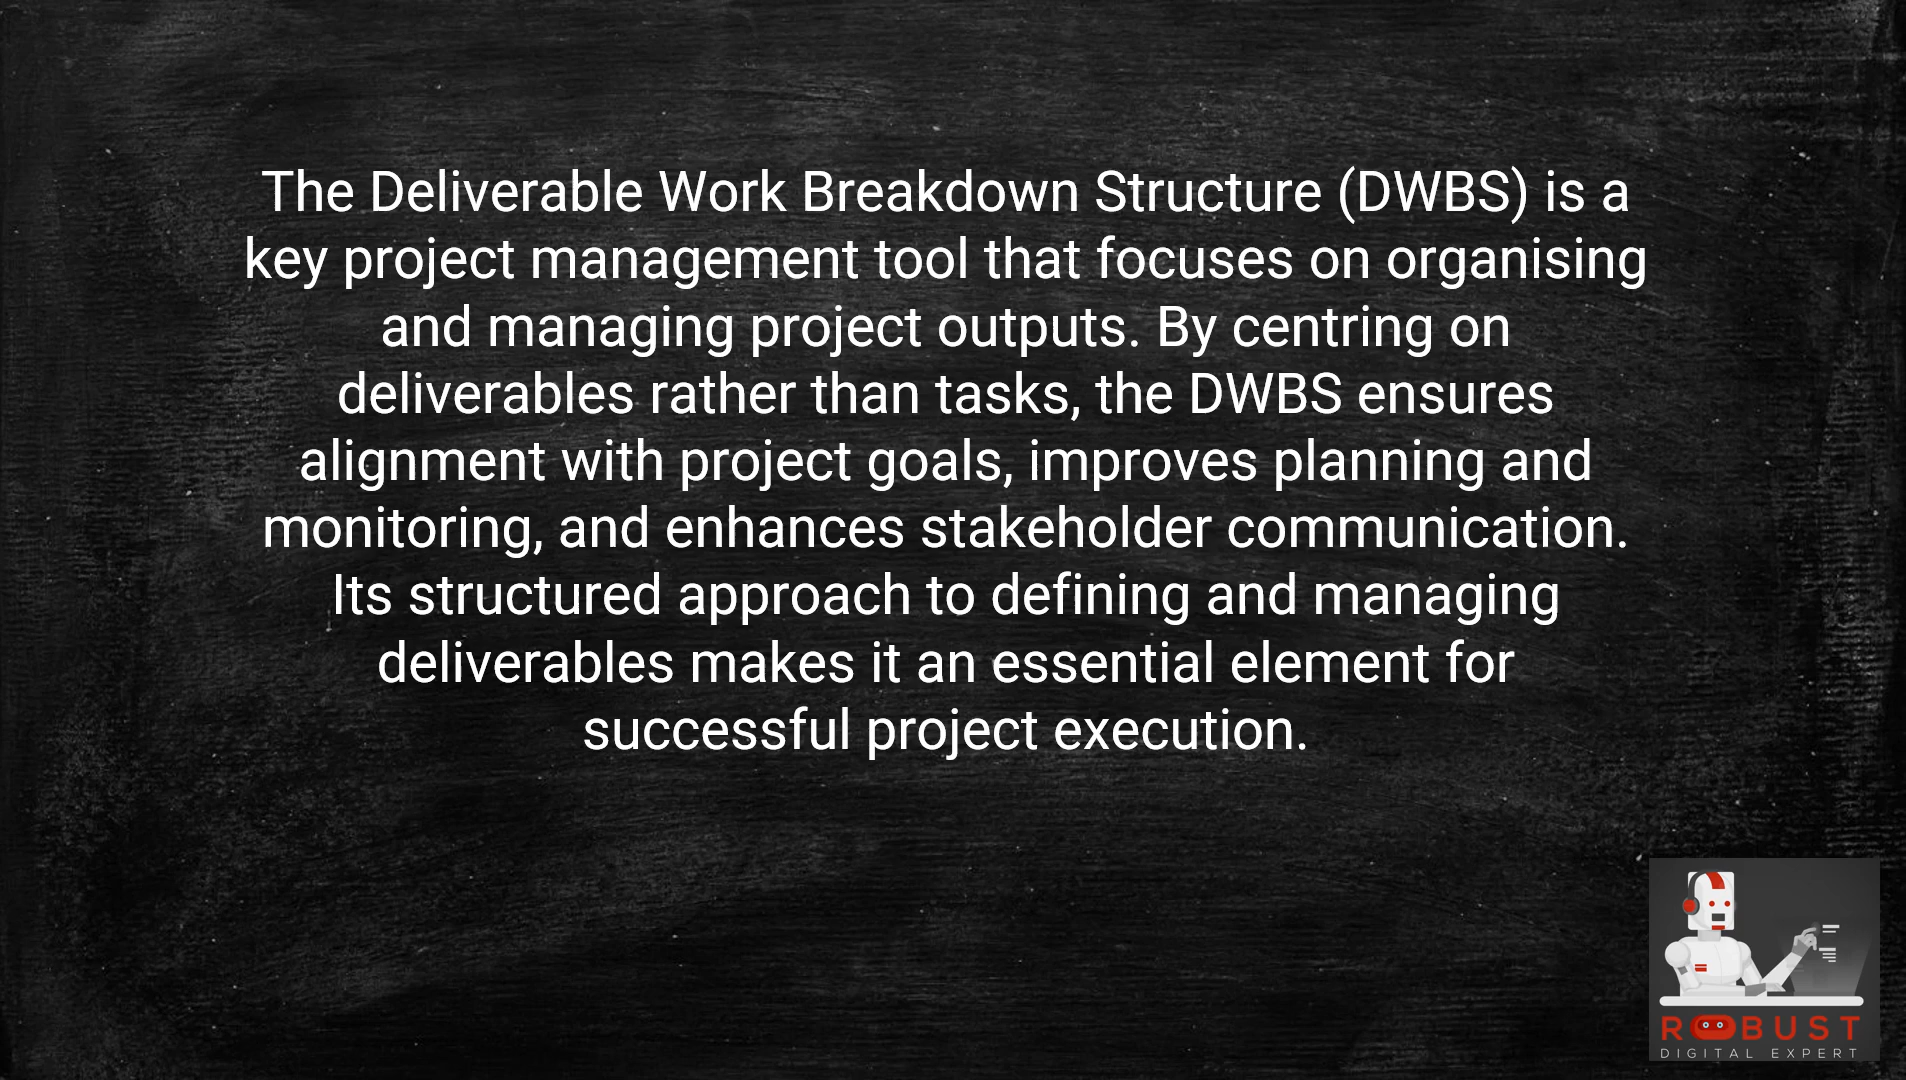 The Deliverable Work Breakdown Structure (DWBS) is a
key project management tool that focuses on organising
and managing project outputs. By centring on
deliverables rather than tasks, the DWBS ensures
alignment with project goals, improves planning and
monitoring, and enhances stakeholder communication.
Its structured approach to defining and managing
deliverables makes it an essential element for
successful project execution.
ROBUST
DIGITAL EXPERT